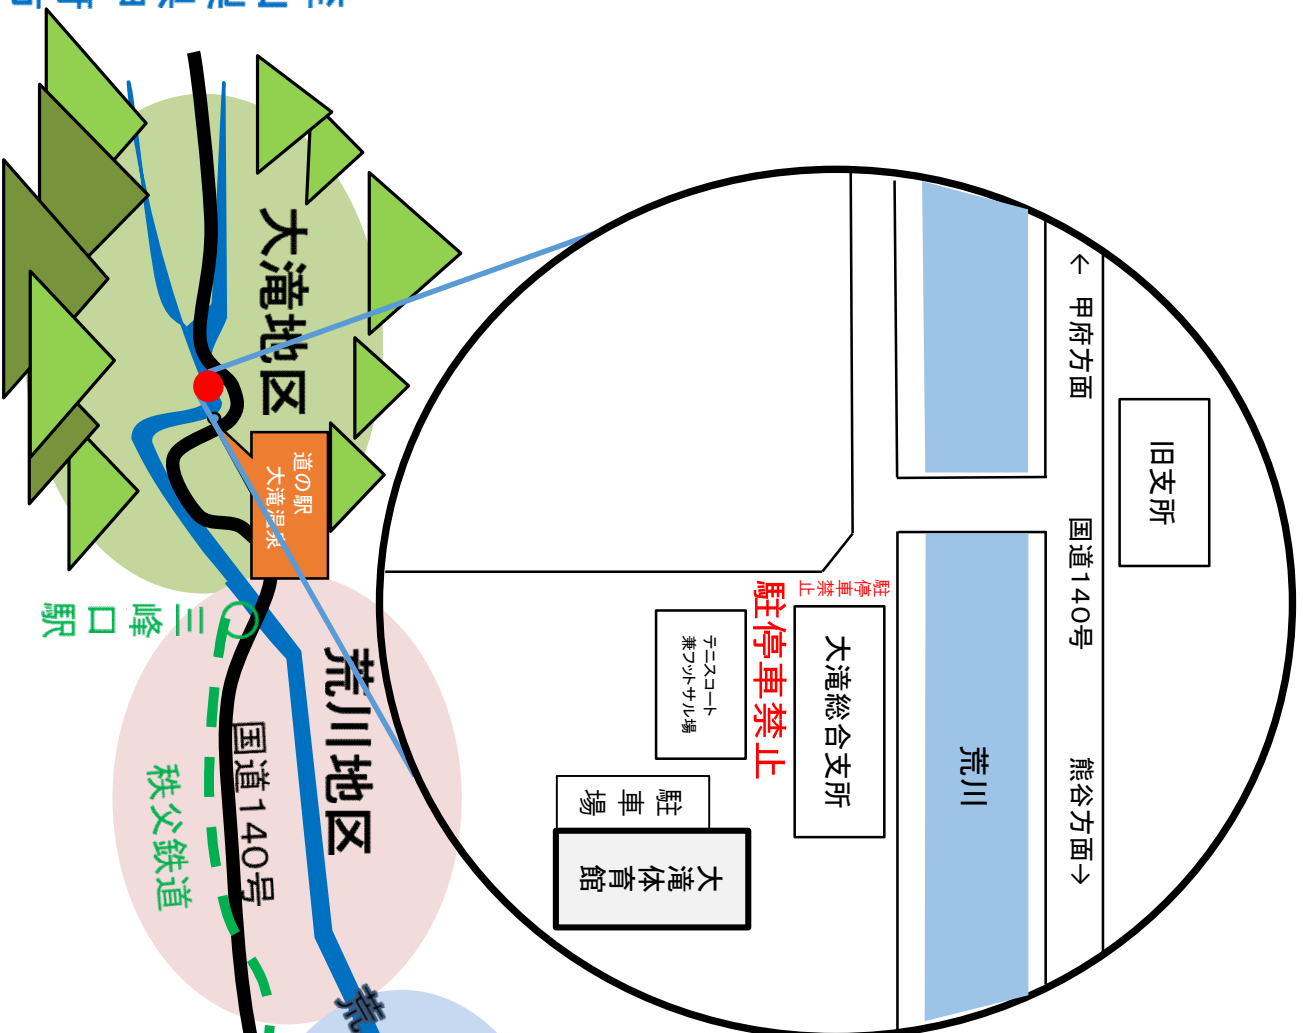 ← 甲府方面
国道140号
熊谷方面→
旧支所
荒川
大滝総合支所
駐停車禁止
駐停車禁止
テニスコート
兼フットサル場
駐車場
大滝体育館
大滝地区
道の駅
大滝温泉
三峰口駅
荒川地区
国道140号
秩父鉄道
荒